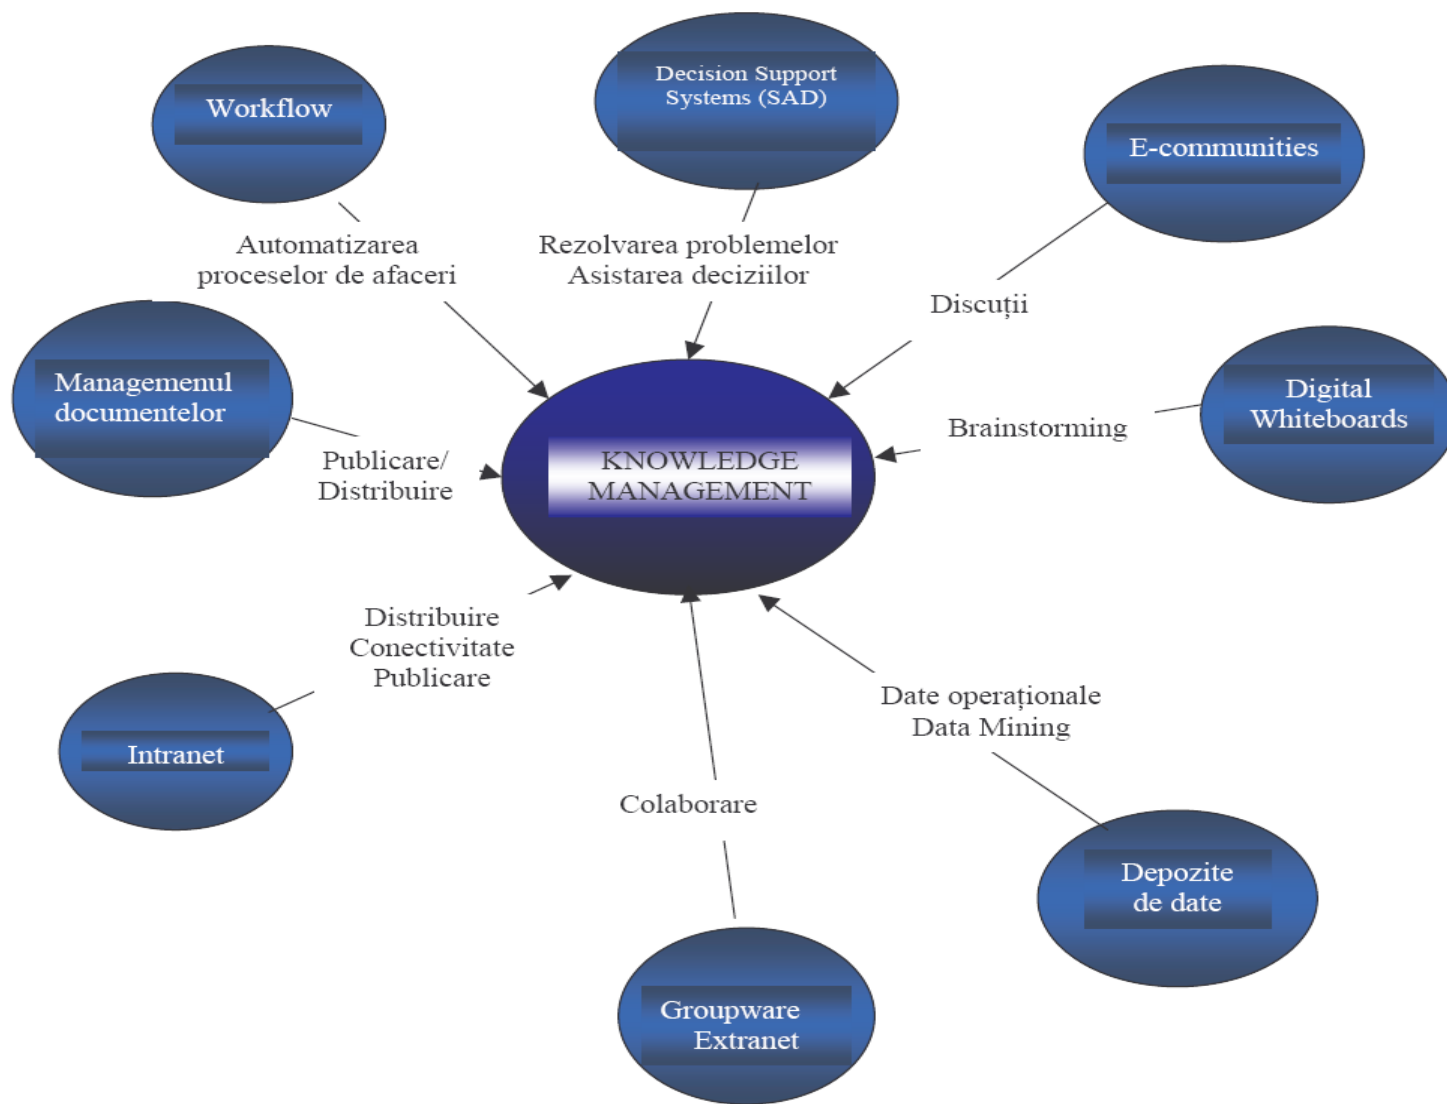 Workflow
Decision Support
Systems (SAD)
E-communities
Automatizarea
proceselor de afaceri
Rezolvarea problemelor
Asistarea deciziilor
Discuții
Managemenul
documentelor
Digital
Whiteboards
Brainstorming
Publicare/
Distribuire
KNOWLEDGE
MANAGEMENT
Distribuire
Conectivitate
Publicare
Date operaționale
Data Mining
Intranet
Colaborare
Depozite
de date
Groupware
Extranet